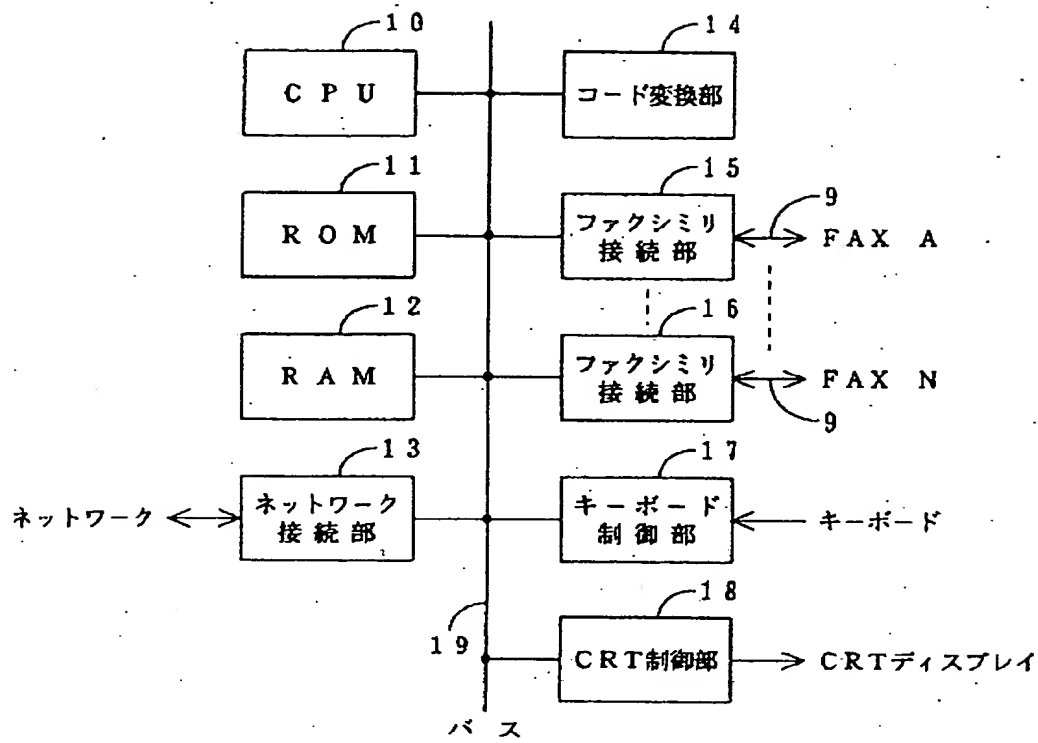 10
CPU
14
コード変換部
11
ROM
15
ファクシミリ
接続部
9
FAX A
12
RAM
16
ファクシミリ
接続部
FAX N
9
13
ネットワーク
ネットワーク
接続部
17
キーボード
制御部
キーボード
19
18
CRT制御部
CRTディスプレイ
バス